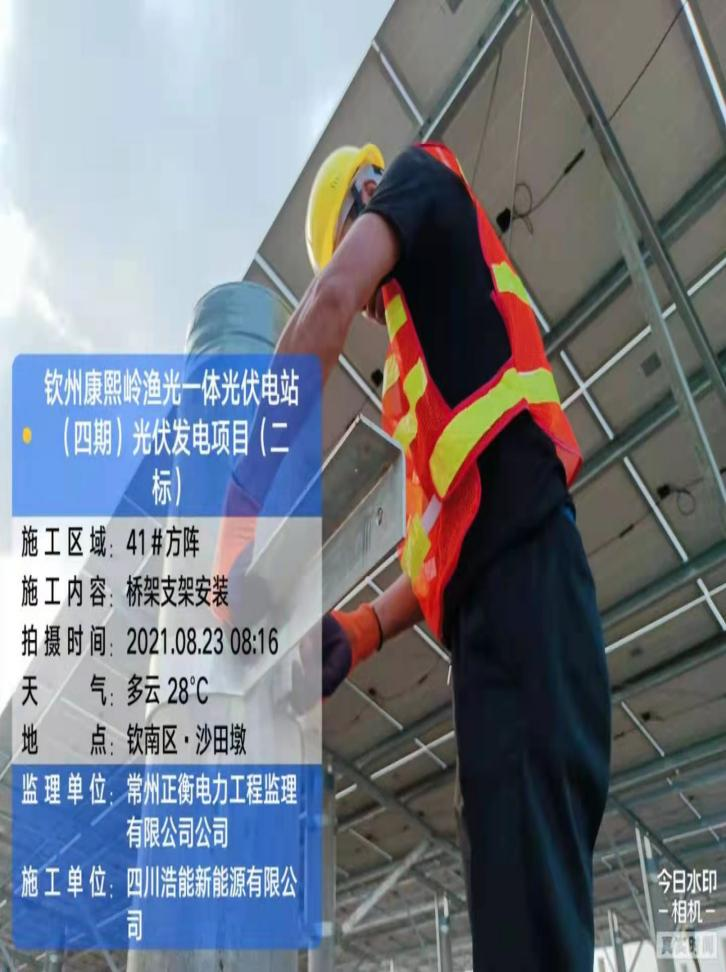 钦州康熙岭渔光一体光伏电站
（四期）光伏发电项目（二
标）
施工区域：41#方阵
施工内容：桥架支架安装
拍摄时间：2021.08.23 08:16
天气：多云 28℃
地点：钦南区·沙田墩
监理单位：常州正衡电力工程监理
有限公司公司
施工单位：四川浩能新能源有限公
司
今日水印
-相机-
真实时间